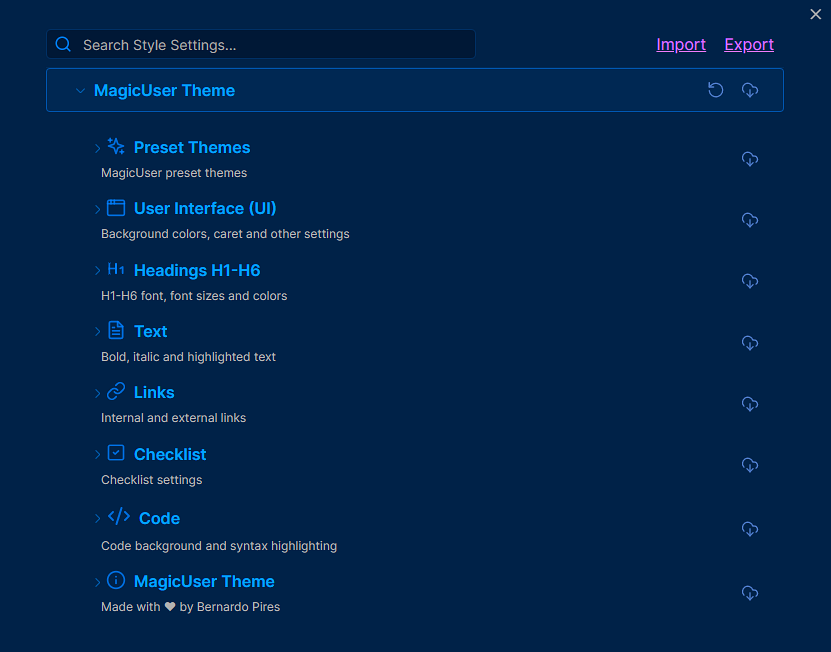 Search Style Settings...
Import Export
MagicUser Theme
Preset Themes
MagicUser preset themes
User Interface (UI)
Background colors, caret and other settings
H1 Headings H1-H6
H1-H6 font, font sizes and colors
Text
Bold, italic and highlighted text
Links
Internal and external links
Checklist
Checklist settings
Code
Code background and syntax highlighting
MagicUser Theme
Made with ❤ by Bernardo Pires